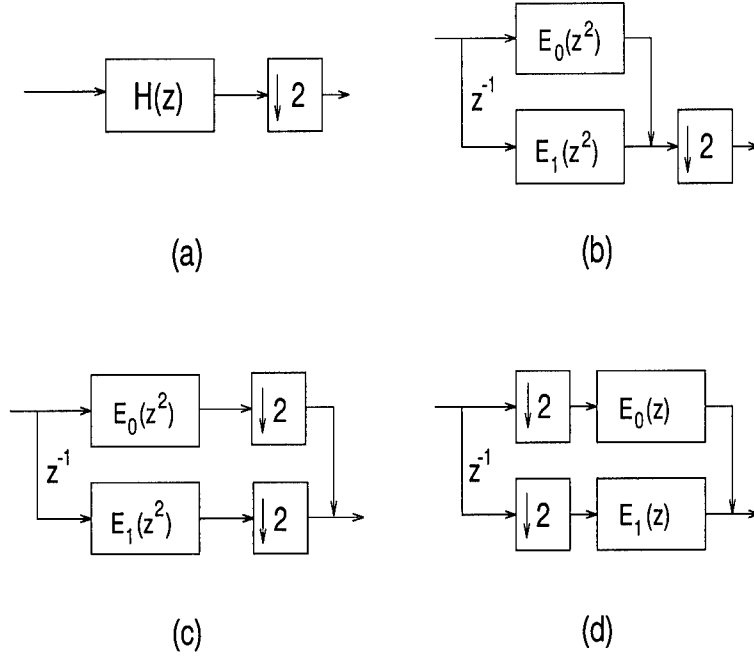 H(z)
↓ 2
(a)
E₀(z²)
z⁻¹
E₁(z²)
↓ 2
(b)
E₀(z²)
↓ 2
z⁻¹
E₁(z²)
↓ 2
(c)
↓ 2
E₀(z)
z⁻¹
↓ 2
E₁(z)
(d)